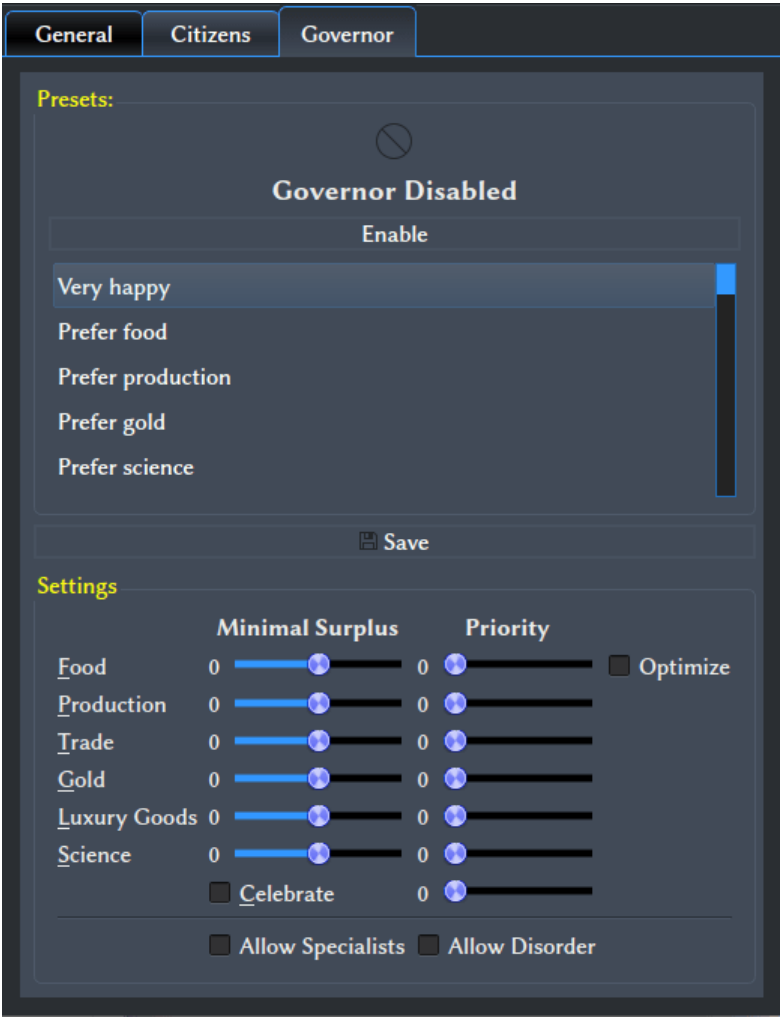 General Citizens Governor
Presets:
Governor Disabled
Enable
Very happy
Prefer food
Prefer production
Prefer gold
Prefer science
Save
Settings
Minimal Surplus Priority
Food 0 0 Optimize
Production 0 0
Trade 0 0
Gold 0 0
Luxury Goods 0 0
Science 0 0
Celebrate 0
Allow Specialists Allow Disorder